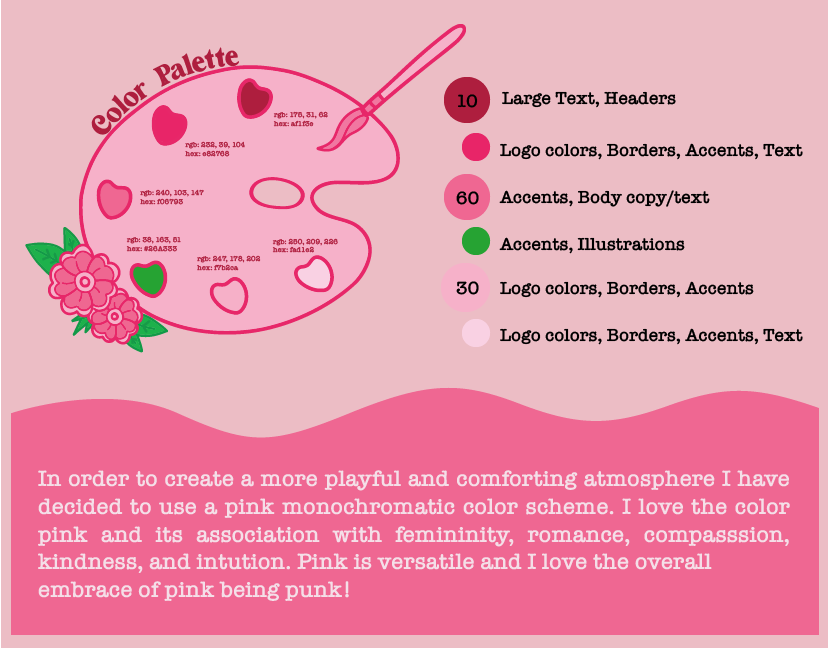 Color Palette
rgb: 175, 31, 62
hex: af1f3e
rgb: 232, 39, 104
hex: e82768
rgb: 240, 103, 147
hex: f06793
rgb: 38, 163, 51
hex: #26A333
rgb: 247, 178, 202
hex: f7b2ca
rgb: 250, 209, 226
hex: fad1e2
10 Large Text, Headers
Logo colors, Borders, Accents, Text
60 Accents, Body copy/text
Accents, Illustrations
30 Logo colors, Borders, Accents
Logo colors, Borders, Accents, Text
In order to create a more playful and comforting atmosphere I have
decided to use a pink monochromatic color scheme. I love the color
pink and its association with femininity, romance, compasssion,
kindness, and intution. Pink is versatile and I love the overall
embrace of pink being punk!